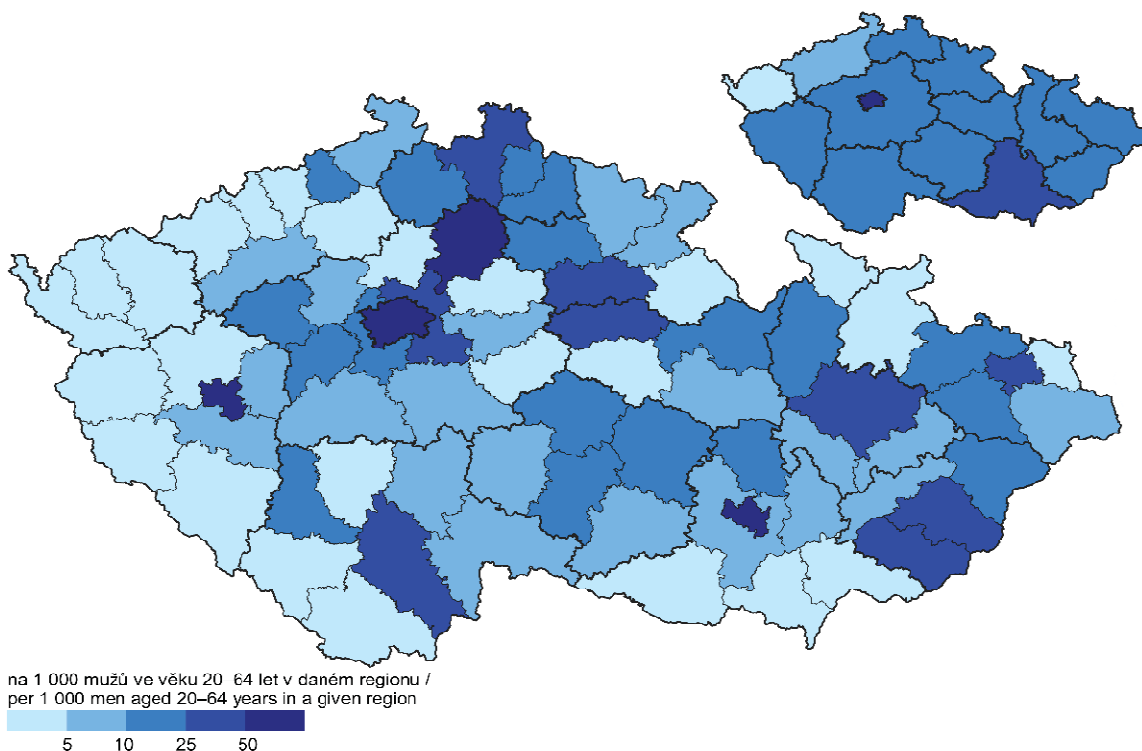 na 1 000 mužů ve věku 20 64 let v daném regionu /
per 1 000 men aged 20–64 years in a given region
5 10 25 50